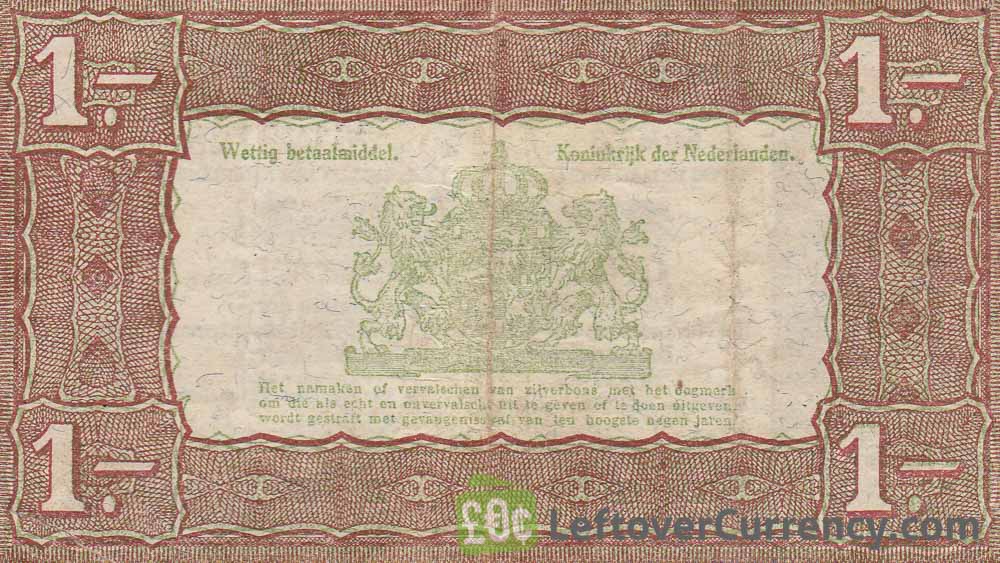 1.—
1.—
Wettig betaalmiddel. Koninkrijk der Nederlanden.
Het namaken of vervalschen van zilverbons met het oogmerk
om die als echt en onvervalscht uit te geven of te doen uitgeven,
wordt gestraft met gevangenisstraf van ten hoogste negen jaren.
1.—
1.—
£0¢ LeftoverCurrency.com